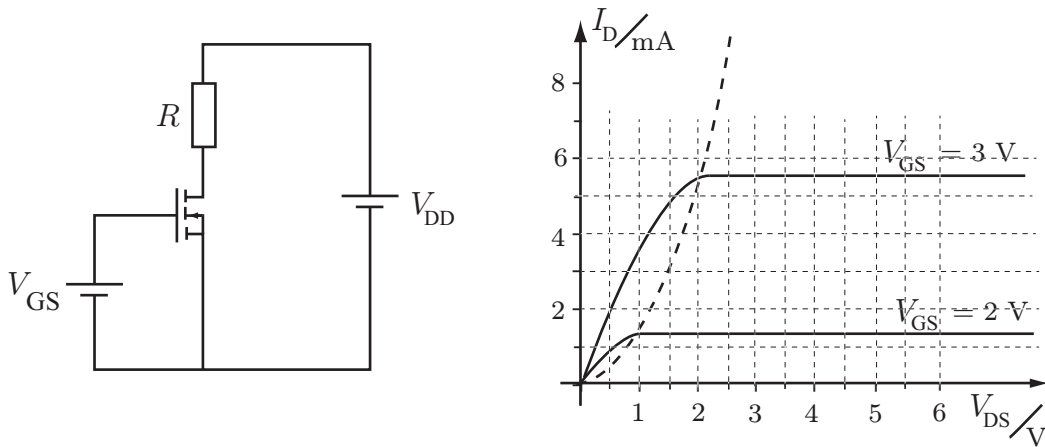 R
V_GS
V_DD
I_D/mA
8
6
4
2
V_GS = 3 V
V_GS = 2 V
1 2 3 4 5 6
V_DS/V